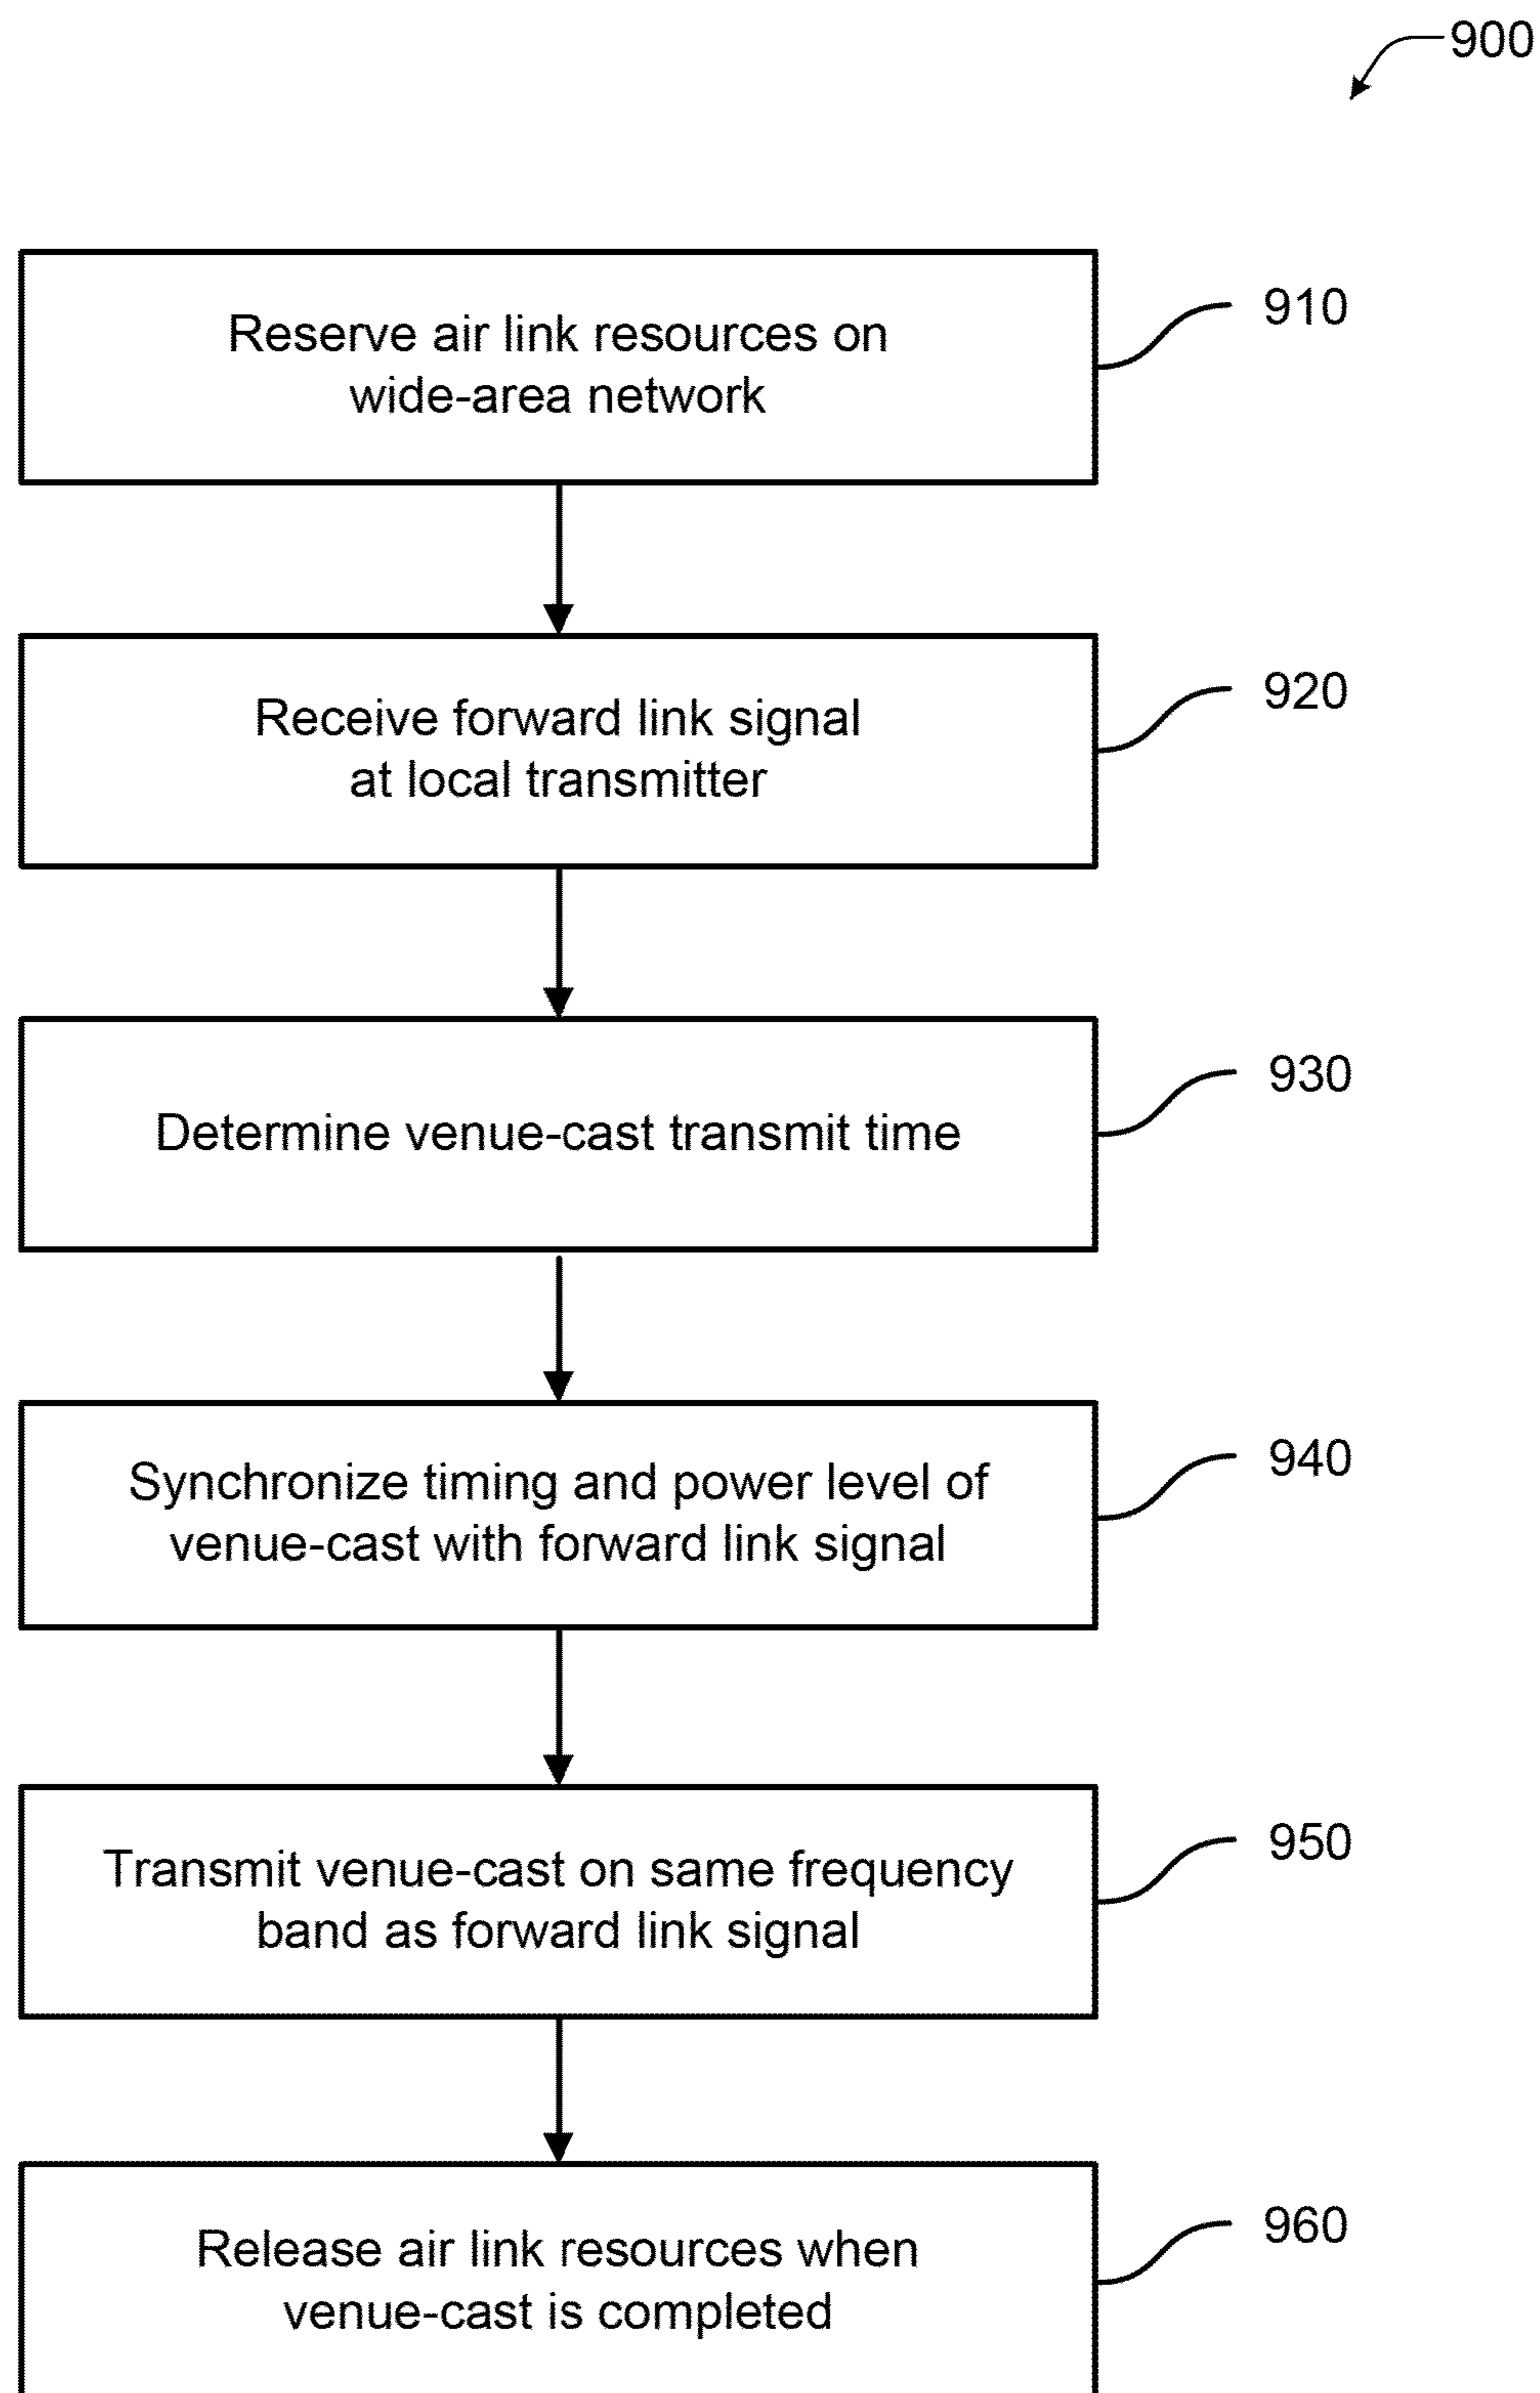 900
Reserve air link resources on
wide-area network
910
Receive forward link signal
at local transmitter
920
Determine venue-cast transmit time
930
Synchronize timing and power level of
venue-cast with forward link signal
940
Transmit venue-cast on same frequency
band as forward link signal
950
Release air link resources when
venue-cast is completed
960